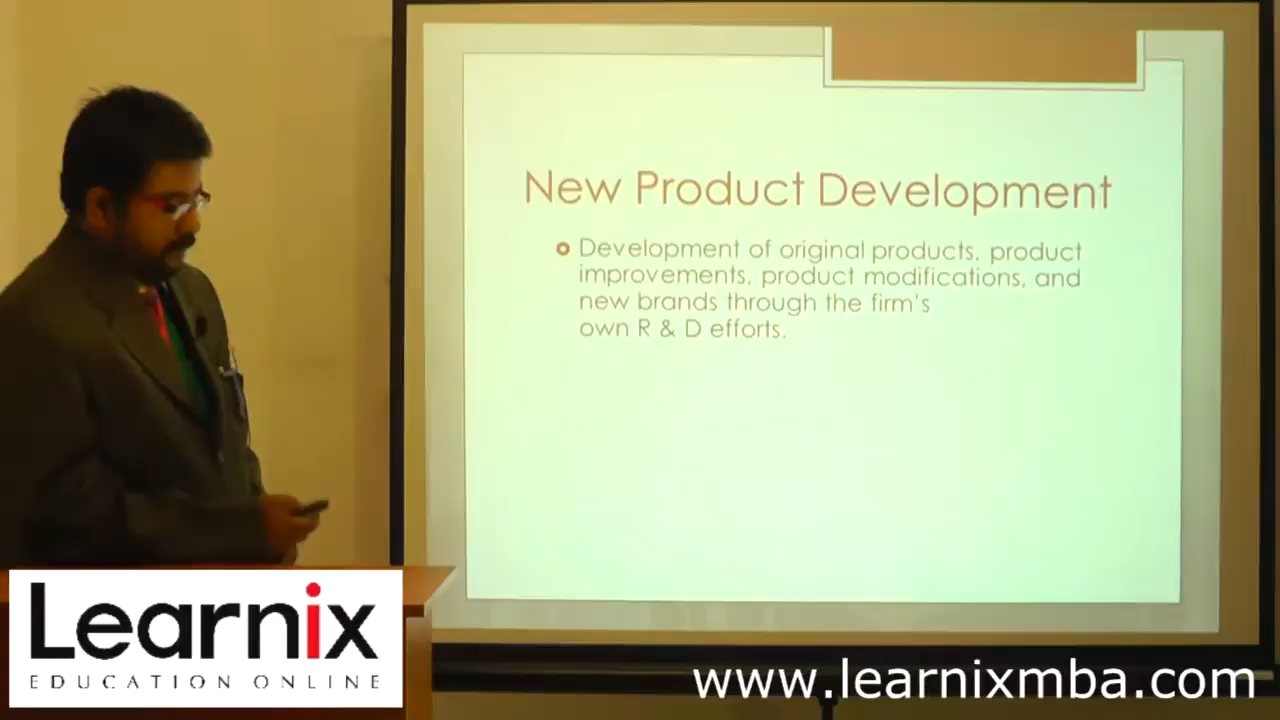 New Product Development
Development of original products, product
improvements, product modifications, and
new brands through the firm's
own R & D efforts.
Learnix
EDUCATION ONLINE
www.learnixmba.com